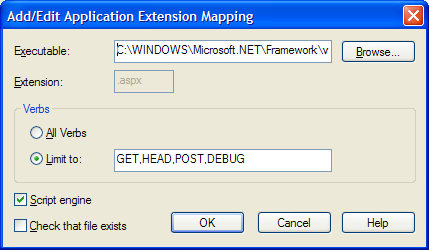 Add/Edit Application Extension Mapping
Executable: C:\WINDOWS\Microsoft.NET\Framework\v Browse...
Extension: .aspx
Verbs
All Verbs
Limit to: GET,HEAD,POST,DEBUG
Script engine
Check that file exists OK Cancel Help